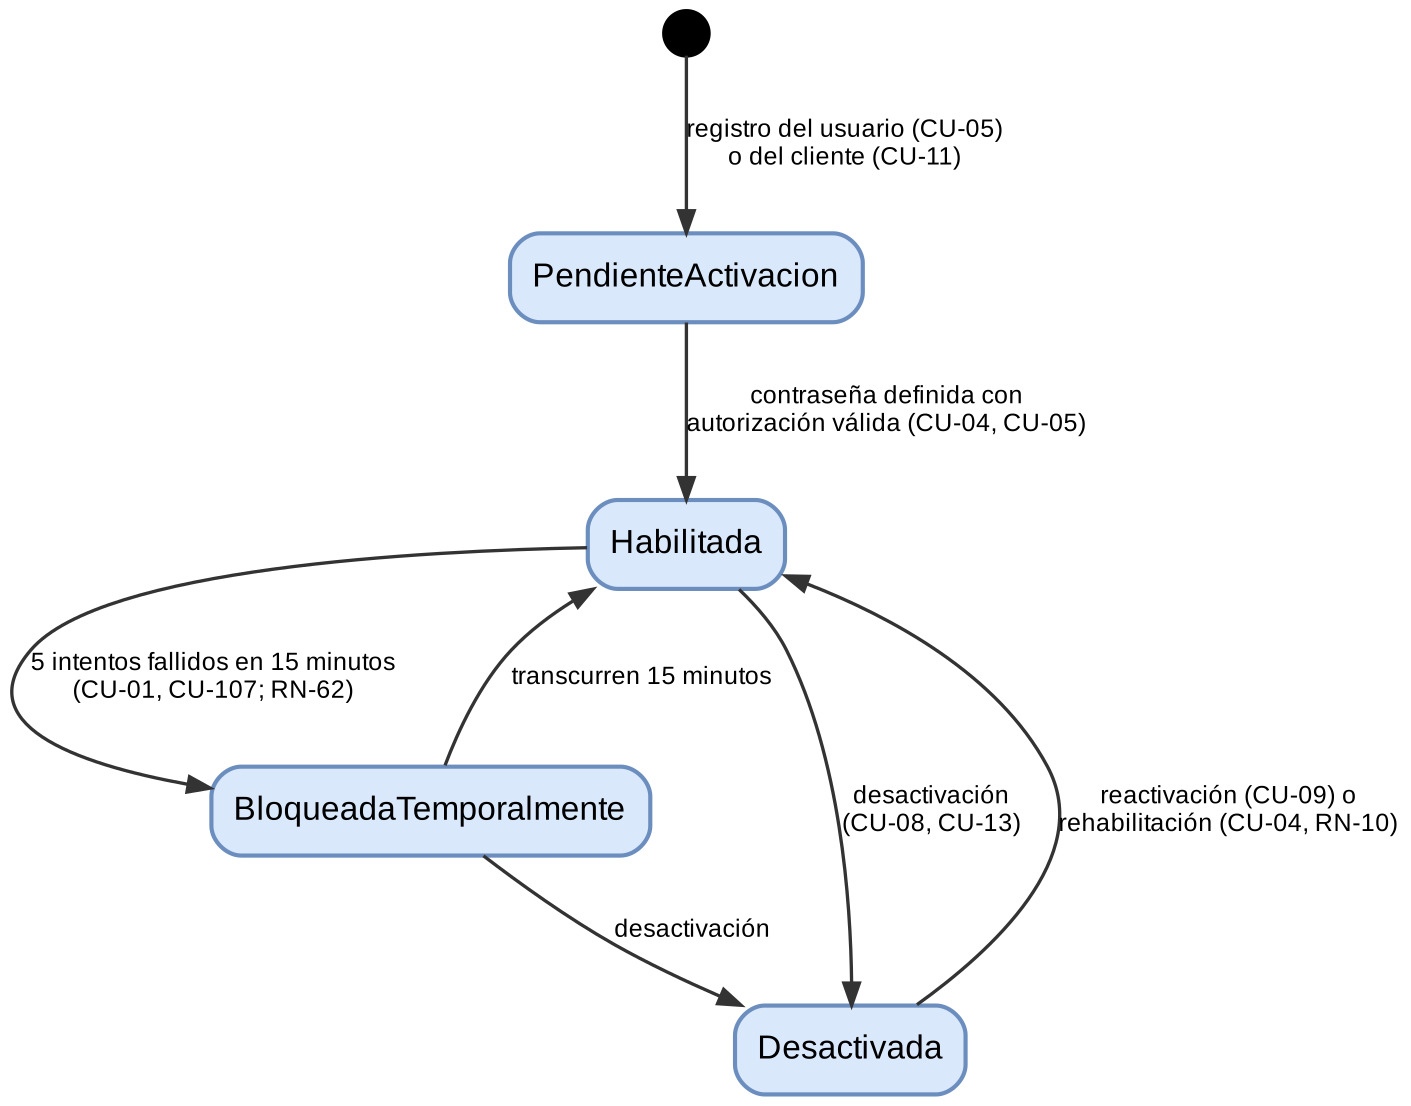 registro del usuario (CU-05)
o del cliente (CU-11)
PendienteActivacion
contraseña definida con
autorización válida (CU-04, CU-05)
Habilitada
5 intentos fallidos en 15 minutos
(CU-01, CU-107; RN-62)
transcurren 15 minutos
desactivación
(CU-08, CU-13)
reactivación (CU-09) o
rehabilitación (CU-04, RN-10)
BloqueadaTemporalmente
desactivación
Desactivada